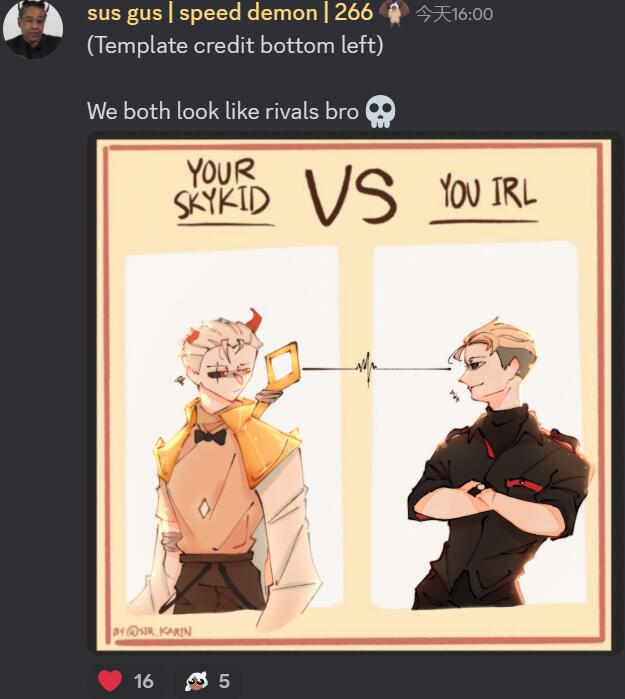 sus gus | speed demon | 266 今天16:00
(Template credit bottom left)
We both look like rivals bro
YOUR
SKYKID
VS
YOU IRL
BY @SIR_KARIN
16
5